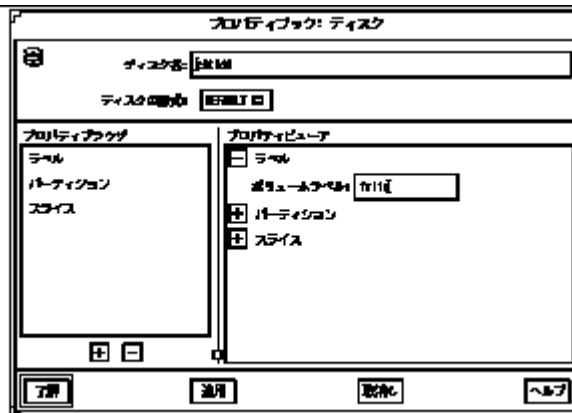 プロパティブック: ディスク
ディスク名:
ディスクの種類: DEFAULT
プロパティブラウザ
プロパティビューア
ラベル
パーティション
スライス
ラベル
ボリュームラベル:
パーティション
スライス
了解
適用
取消し
ヘルプ